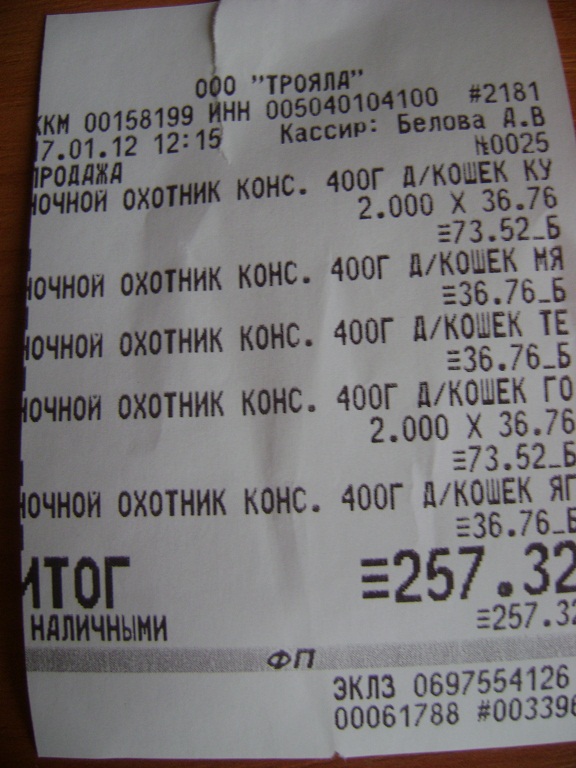 ООО "ТРОЯЛА"
ККМ 00158199 ИНН 005040104100 #2181
7.01.12 12:15 Кассир: Белова А.В
ПРОДАЖА №0025
НОЧНОЙ ОХОТНИК КОНС. 400Г Д/КОШЕК КУ
2.000 X 36.76
≡73.52_Б
НОЧНОЙ ОХОТНИК КОНС. 400Г Д/КОШЕК МЯ
≡36.76_Б
НОЧНОЙ ОХОТНИК КОНС. 400Г Д/КОШЕК ТЕ
≡36.76_Б
НОЧНОЙ ОХОТНИК КОНС. 400Г Д/КОШЕК ГО
2.000 X 36.76
≡73.52_Б
НОЧНОЙ ОХОТНИК КОНС. 400Г Д/КОШЕК ЯГ
≡36.76_Б
ИТОГ ≡257.32
НАЛИЧНЫМИ ≡257.32
ФП
ЭКЛЗ 0697554126
00061788 #003396